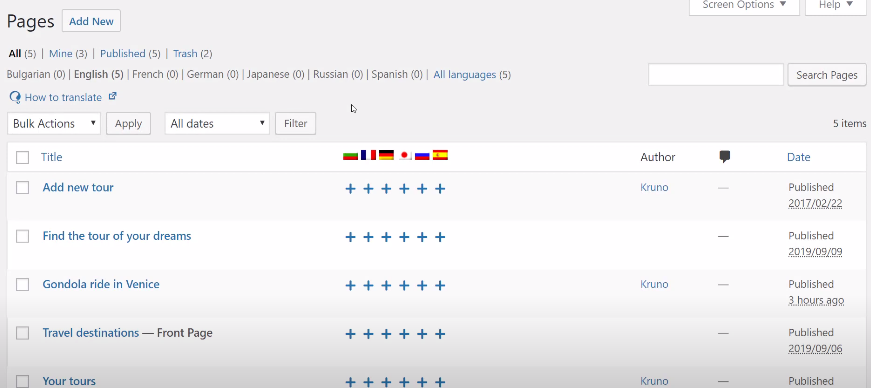 Screen Options ▼ Help ▼
Pages Add New
All (5) | Mine (3) | Published (5) | Trash (2)
Bulgarian (0) | English (5) | French (0) | German (0) | Japanese (0) | Russian (0) | Spanish (0) | All languages (5)
Search Pages
How to translate
Bulk Actions Apply All dates Filter 5 items
Title Author Date
Add new tour + + + + + + Kruno — Published
2017/02/22
Find the tour of your dreams + + + + + + — Published
2019/09/09
Gondola ride in Venice + + + + + + Kruno — Published
3 hours ago
Travel destinations — Front Page + + + + + + — Published
2019/09/06
Your tours + + + + + + Kruno — Published